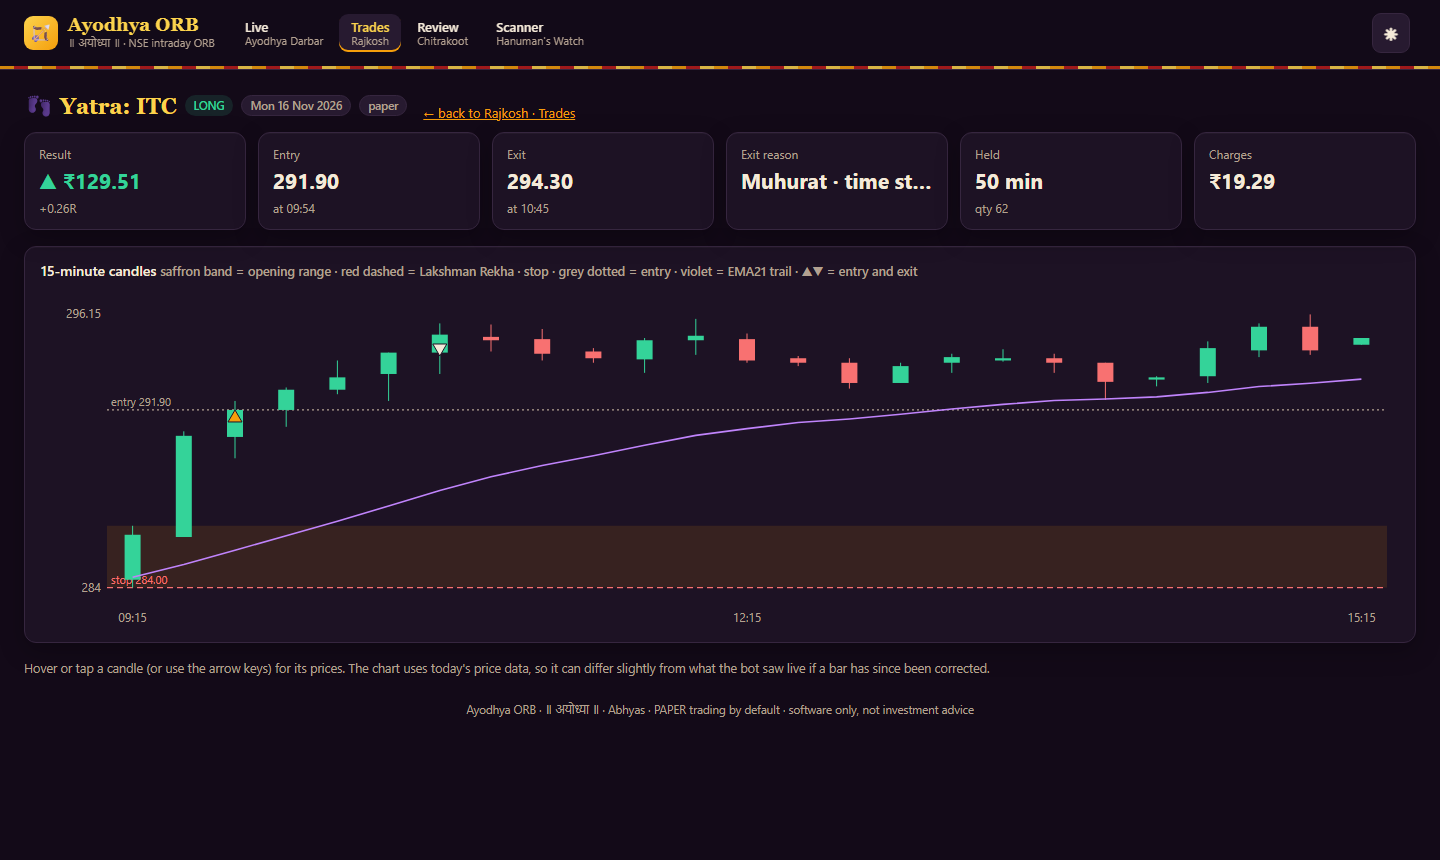 Ayodhya ORB
॥ अयोध्या ॥ · NSE intraday ORB
Live
Ayodhya Darbar
Trades
Rajkosh
Review
Chitrakoot
Scanner
Hanuman's Watch
Yatra: ITC
LONG
Mon 16 Nov 2026
paper
← back to Rajkosh · Trades
Result
▲ ₹129.51
+0.26R
Entry
291.90
at 09:54
Exit
294.30
at 10:45
Exit reason
Muhurat · time st...
Held
50 min
qty 62
Charges
₹19.29
15-minute candles saffron band = opening range · red dashed = Lakshman Rekha · stop · grey dotted = entry · violet = EMA21 trail · ▲▼ = entry and exit
296.15
entry 291.90
stop 284.00
284
09:15
12:15
15:15
Hover or tap a candle (or use the arrow keys) for its prices. The chart uses today's price data, so it can differ slightly from what the bot saw live if a bar has since been corrected.
Ayodhya ORB · ॥ अयोध्या ॥ · Abhyas · PAPER trading by default · software only, not investment advice